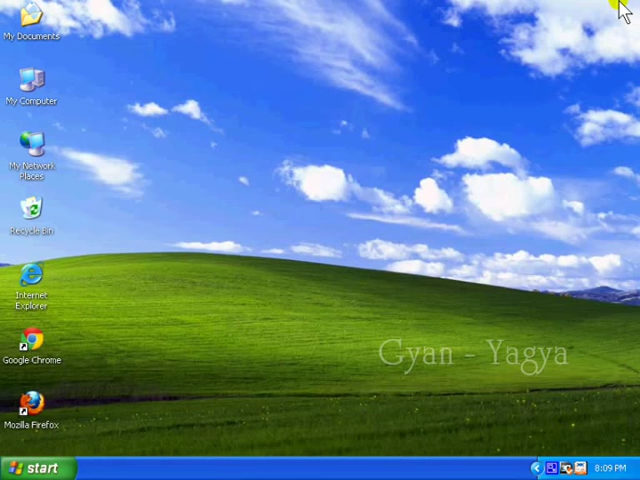 My Documents
My Computer
My Network
Places
Recycle Bin
Internet
Explorer
Google Chrome
Mozilla Firefox
Gyan - Yagya
start
8:09 PM